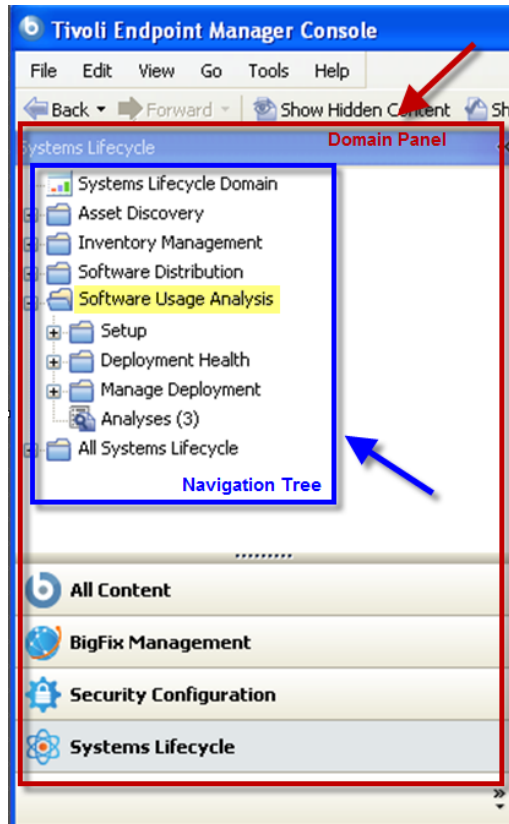 Tivoli Endpoint Manager Console
File Edit View Go Tools Help
Back Forward Show Hidden Content Sh
Systems Lifecycle Domain Panel
Systems Lifecycle Domain
Asset Discovery
Inventory Management
Software Distribution
Software Usage Analysis
Setup
Deployment Health
Manage Deployment
Analyses (3)
All Systems Lifecycle
Navigation Tree
All Content
BigFix Management
Security Configuration
Systems Lifecycle